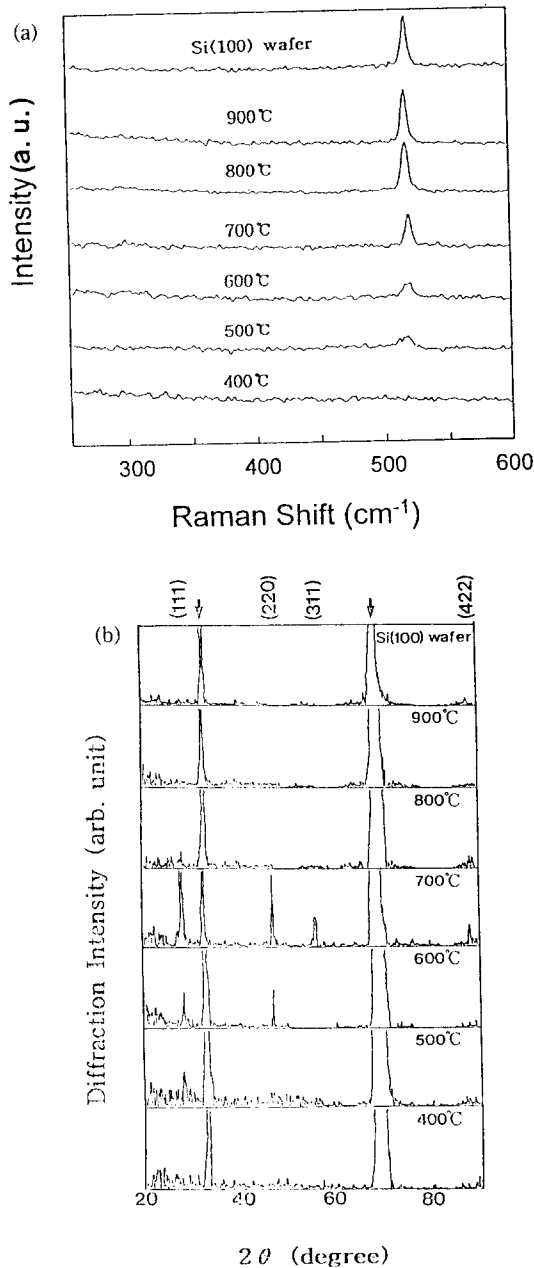 (a)
Si(100) wafer
900℃
800℃
700℃
600℃
500℃
400℃
Intensity (a. u.)
300 400 500 600
Raman Shift (cm-1)
(111) (220) (311) (422)
(b)
Si(100) wafer
900℃
800℃
700℃
600℃
500℃
400℃
Diffraction Intensity (arb. unit)
20 40 60 80
2θ (degree)